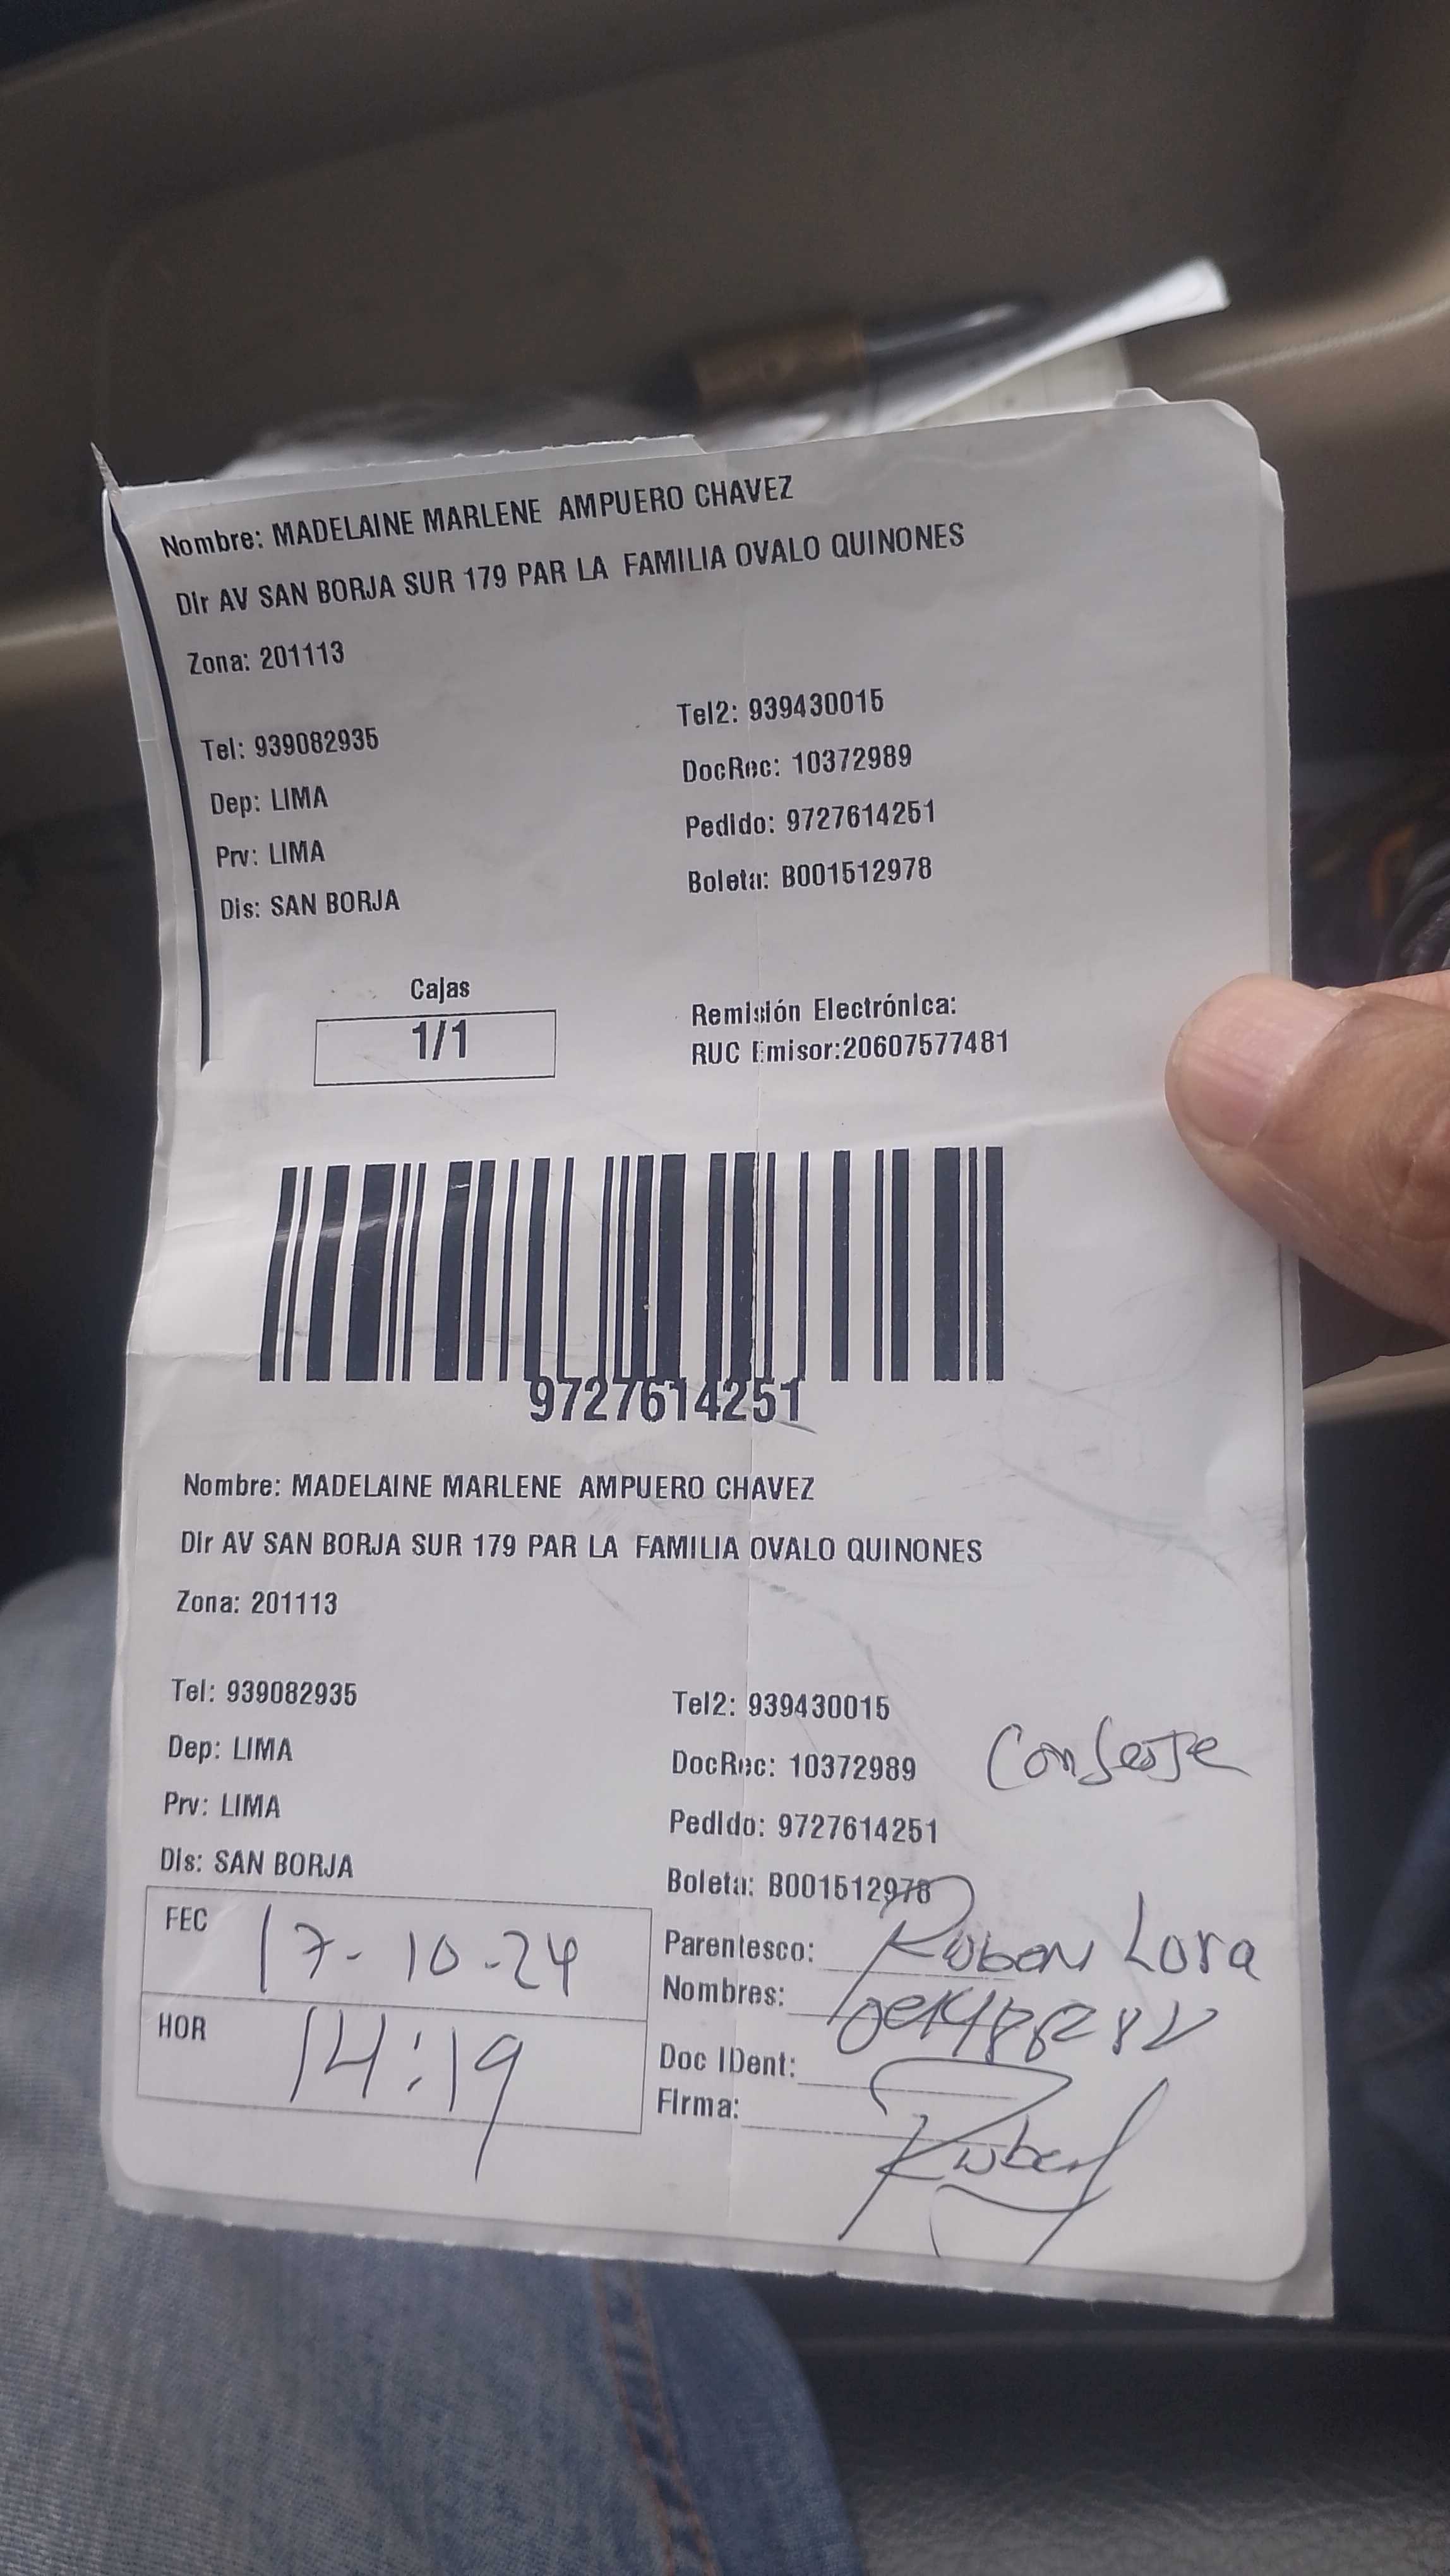 Nombre: MADELAINE MARLENE AMPUERO CHAVEZ
Dir AV SAN BORJA SUR 179 PAR LA FAMILIA OVALO QUINONES
Zona: 201113
Tel: 939082935 Tel2: 939430015
DocRec: 10372989
Dep: LIMA
Pedido: 9727614251
Prv: LIMA
Boleta: B001512978
Dis: SAN BORJA
Cajas
1/1
Remisión Electrónica:
RUC Emisor:20607577481
9727614251
Nombre: MADELAINE MARLENE AMPUERO CHAVEZ
Dir AV SAN BORJA SUR 179 PAR LA FAMILIA OVALO QUINONES
Zona: 201113
Tel: 939082935 Tel2: 939430015
Dep: LIMA DocRec: 10372989
Prv: LIMA Pedido: 9727614251
Dis: SAN BORJA Boleta: B001512978
FEC 17-10-24
HOR 14:19
Parentesco: Ruben Lora
Nombres:
Doc IDent:
Firma: Ruben